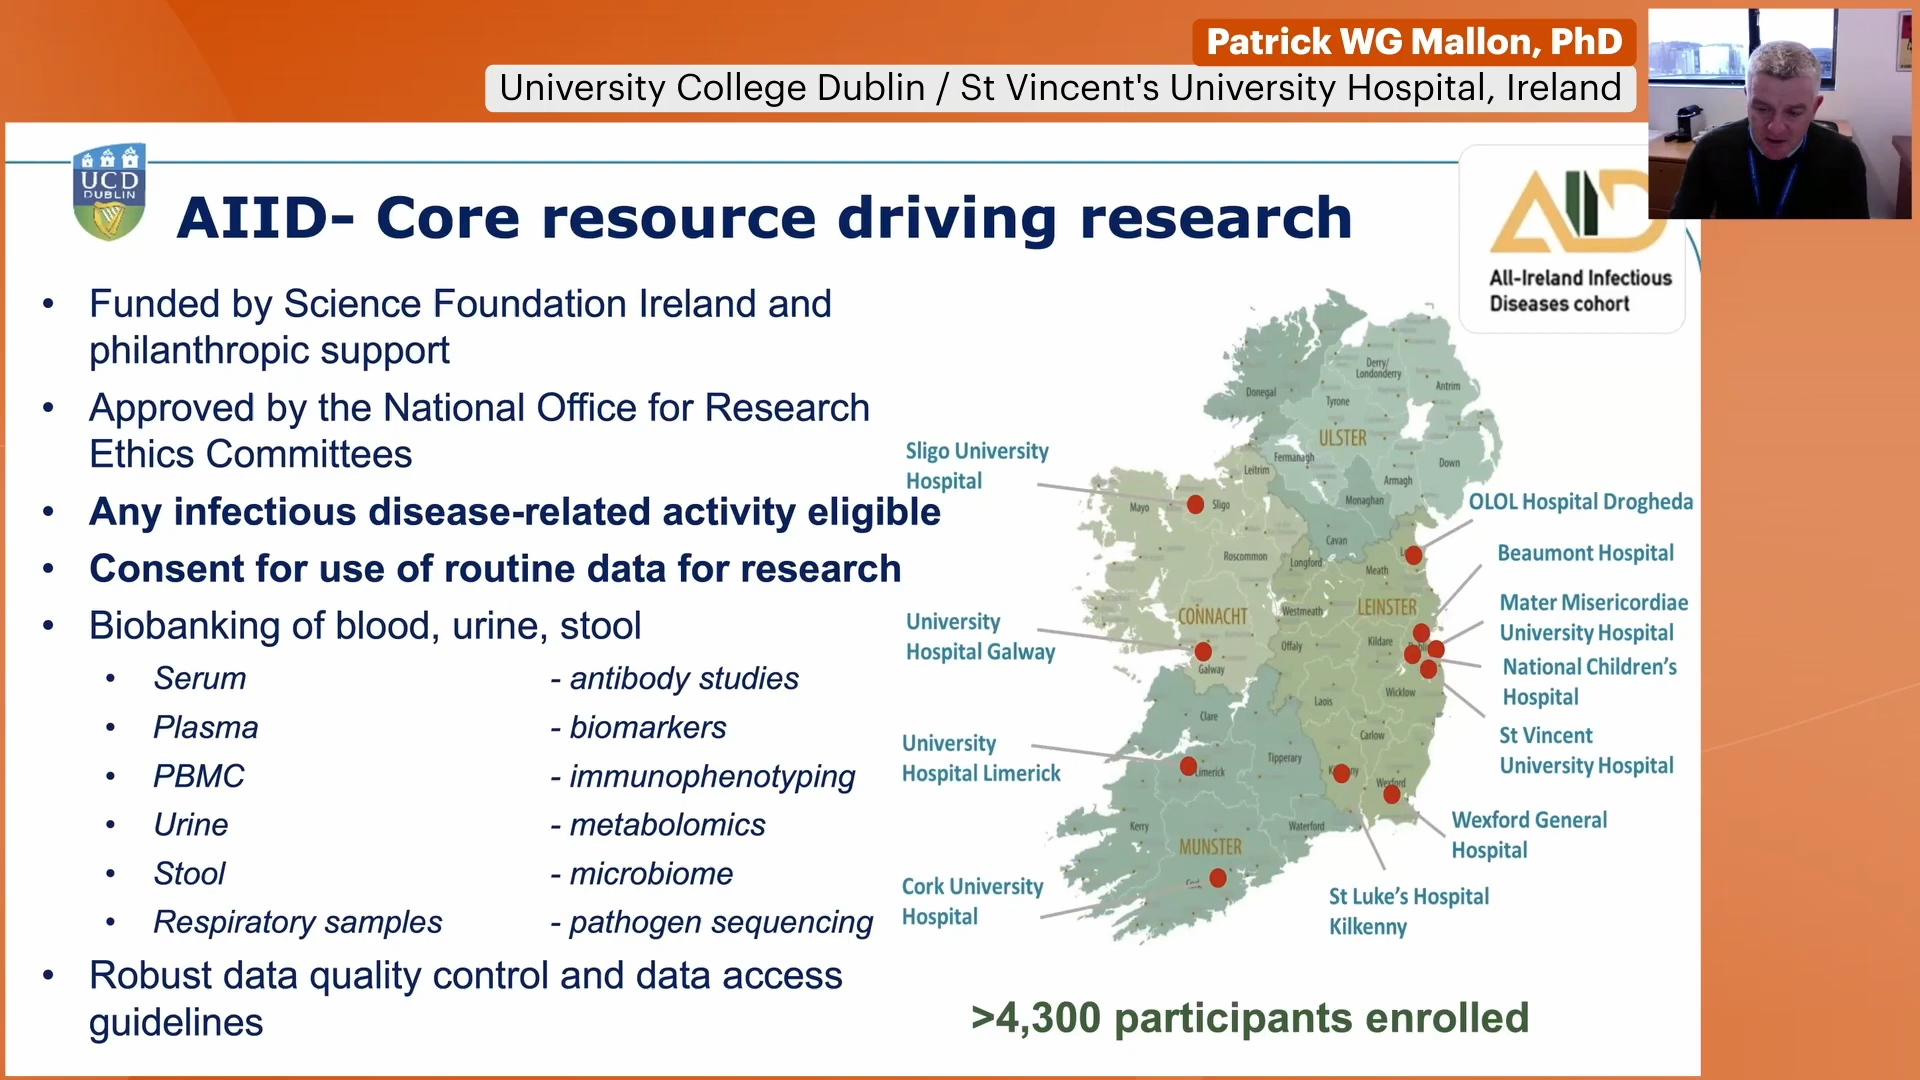 Patrick WG Mallon, PhD
University College Dublin / St Vincent's University Hospital, Ireland
UCD
DUBLIN
AIID- Core resource driving research
All-Ireland Infectious
Diseases cohort
• Funded by Science Foundation Ireland and
philanthropic support
• Approved by the National Office for Research
Ethics Committees
• Any infectious disease-related activity eligible
• Consent for use of routine data for research
• Biobanking of blood, urine, stool
• Serum - antibody studies
• Plasma - biomarkers
• PBMC - immunophenotyping
• Urine - metabolomics
• Stool - microbiome
• Respiratory samples - pathogen sequencing
• Robust data quality control and data access
guidelines
Sligo University
Hospital
University
Hospital Galway
University
Hospital Limerick
Cork University
Hospital
Derry/
Londonderry
Donegal
Antrim
Tyrone
ULSTER
Fermanagh
Down
Leitrim
Armagh
Monaghan
Mayo
Sligo
Cavan
Roscommon
Longford
Meath
CONNACHT
Westmeath
LEINSTER
Offaly
Kildare
Galway
Wicklow
Laois
Clare
Carlow
Tipperary
Limerick
Wexford
Kerry
Waterford
MUNSTER
OLOL Hospital Drogheda
Beaumont Hospital
Mater Misericordiae
University Hospital
National Children’s
Hospital
St Vincent
University Hospital
Wexford General
Hospital
St Luke’s Hospital
Kilkenny
>4,300 participants enrolled